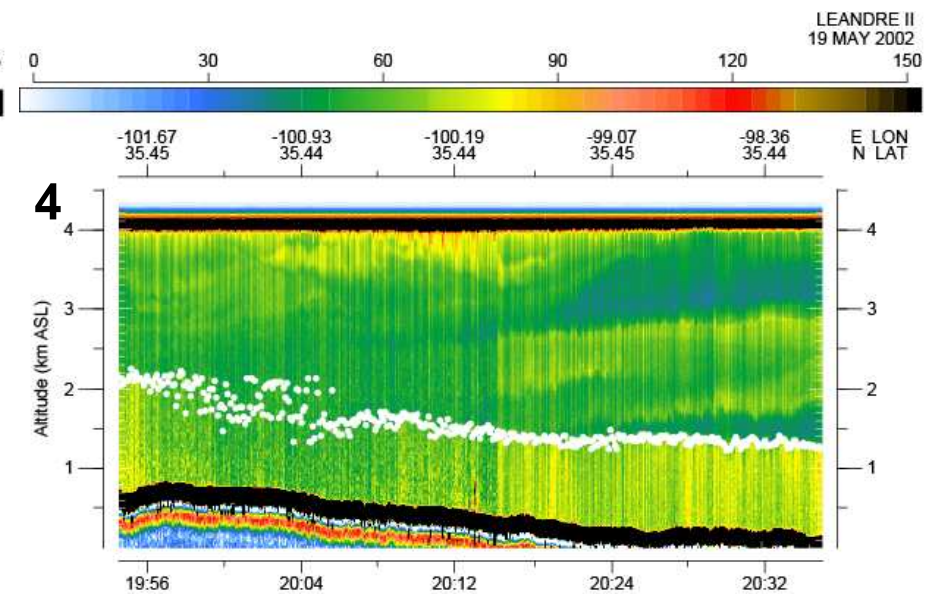 LEANDRE II
19 MAY 2002
0 30 60 90 120 150
-101.67 -100.93 -100.19 -99.07 -98.36 E LON
35.45 35.44 35.44 35.45 35.44 N LAT
4
4 4
3 3
2 2
1 1
Altitude (km ASL)
19:56 20:04 20:12 20:24 20:32